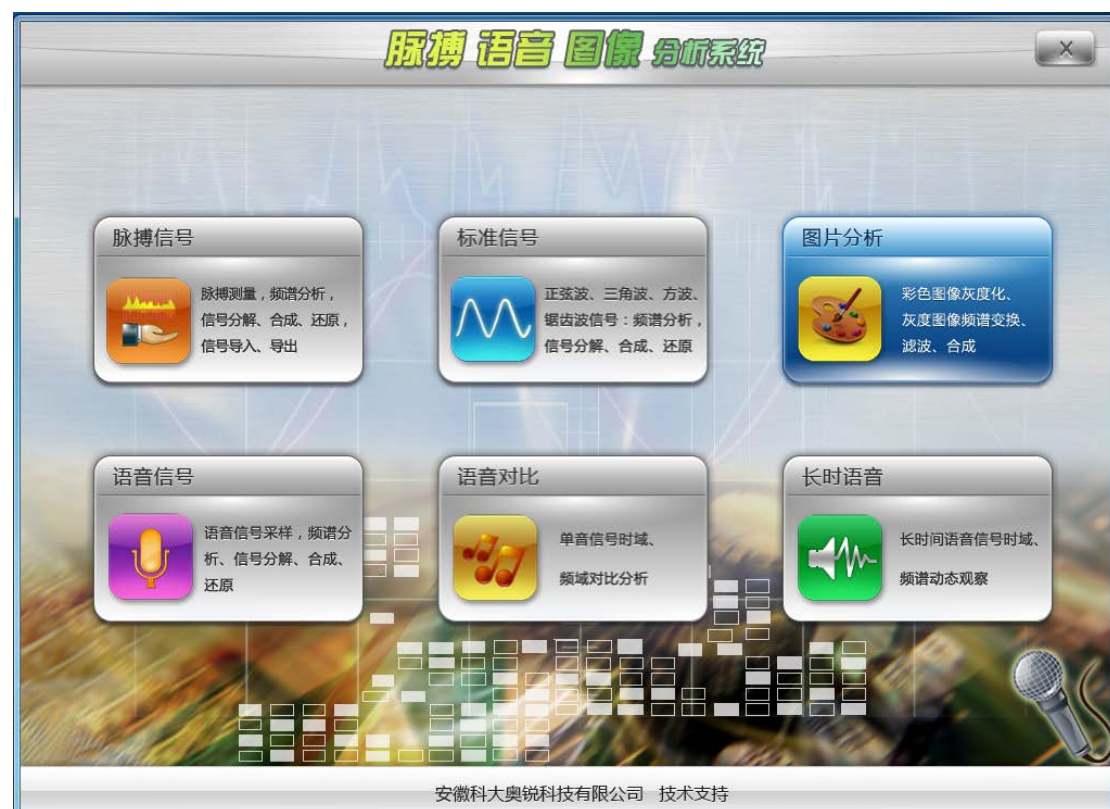 脉搏 语音 图像 分析系统
X
脉搏信号
脉搏测量，频谱分析，
信号分解、合成、还原，
信号导入、导出
标准信号
正弦波、三角波、方波、
锯齿波信号：频谱分析，
信号分解、合成、还原
图片分析
彩色图像灰度化、
灰度图像频谱变换、
滤波、合成
语音信号
语音信号采样，频谱分
析、信号分解、合成、
还原
语音对比
单音信号时域、
频域对比分析
长时语音
长时间语音信号时域、
频谱动态观察
安徽科大奥锐科技有限公司 技术支持